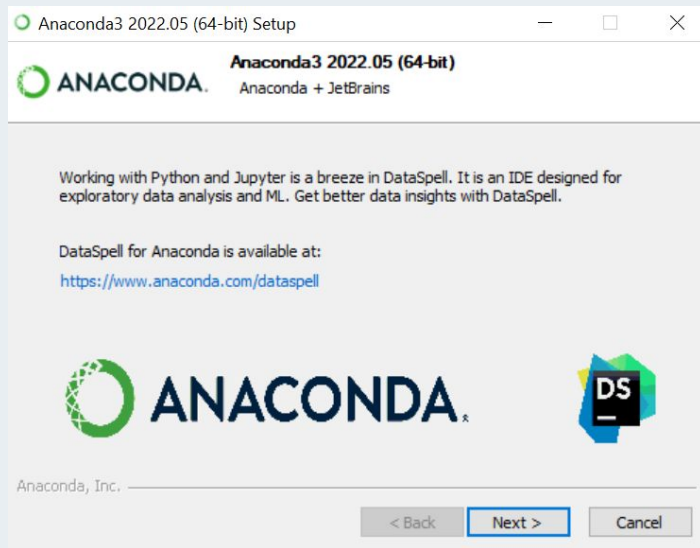 Anaconda3 2022.05 (64-bit) Setup
ANACONDA.
Anaconda3 2022.05 (64-bit)
Anaconda + JetBrains
Working with Python and Jupyter is a breeze in DataSpell. It is an IDE designed for
exploratory data analysis and ML. Get better data insights with DataSpell.
DataSpell for Anaconda is available at:
https://www.anaconda.com/dataspell
ANACONDA.
DS
Anaconda, Inc.
< Back
Next >
Cancel